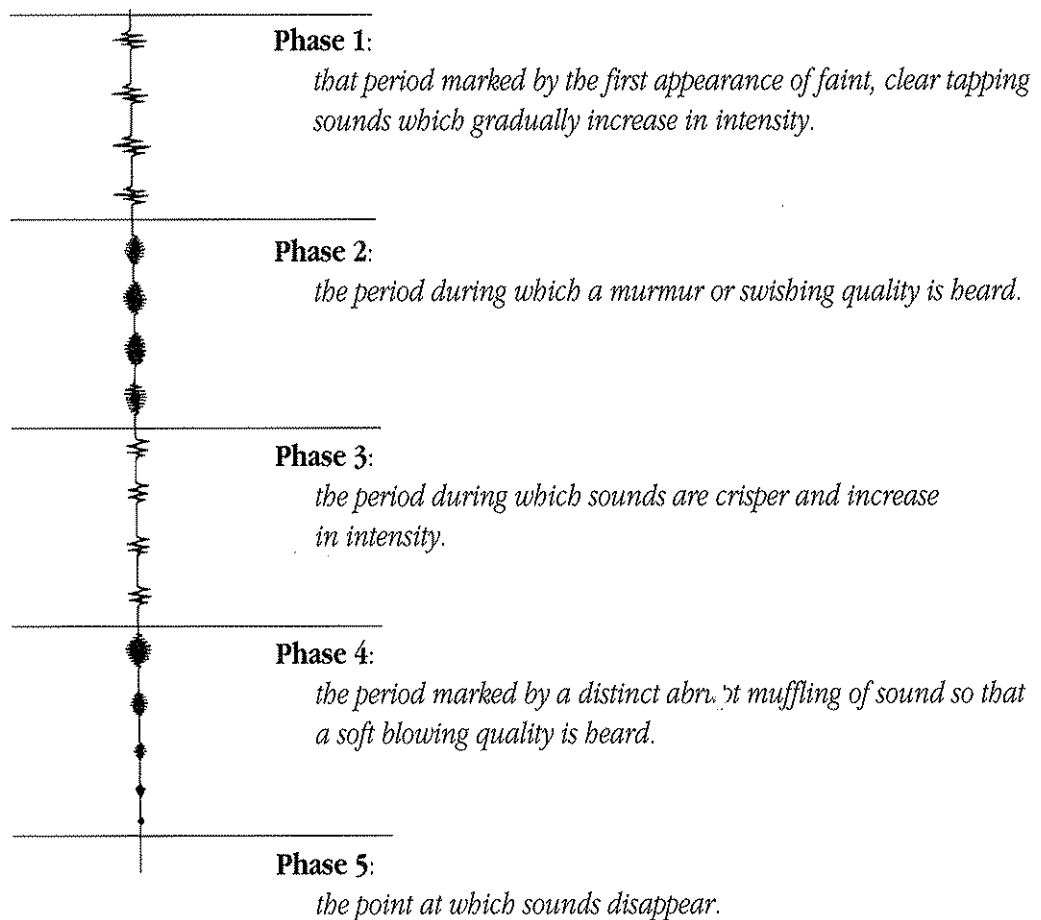 Phase 1:
that period marked by the first appearance of faint, clear tapping
sounds which gradually increase in intensity.
Phase 2:
the period during which a murmur or swishing quality is heard.
Phase 3:
the period during which sounds are crisper and increase
in intensity.
Phase 4:
the period marked by a distinct abrupt muffling of sound so that
a soft blowing quality is heard.
Phase 5:
the point at which sounds disappear.